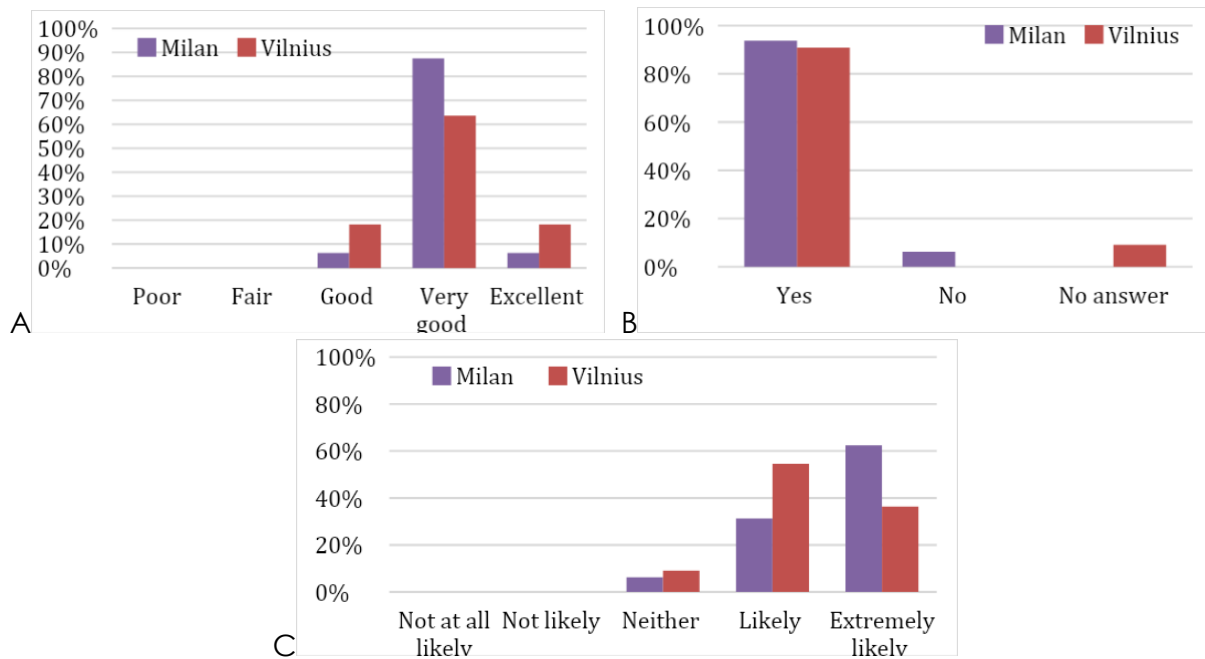 100%
90%
80%
70%
60%
50%
40%
30%
20%
10%
0%
Milan Vilnius
Poor Fair Good Very good Excellent
A
100%
80%
60%
40%
20%
0%
Milan Vilnius
Yes No No answer
B
100%
80%
60%
40%
20%
0%
Milan Vilnius
Not at all likely Not likely Neither Likely Extremely likely
C